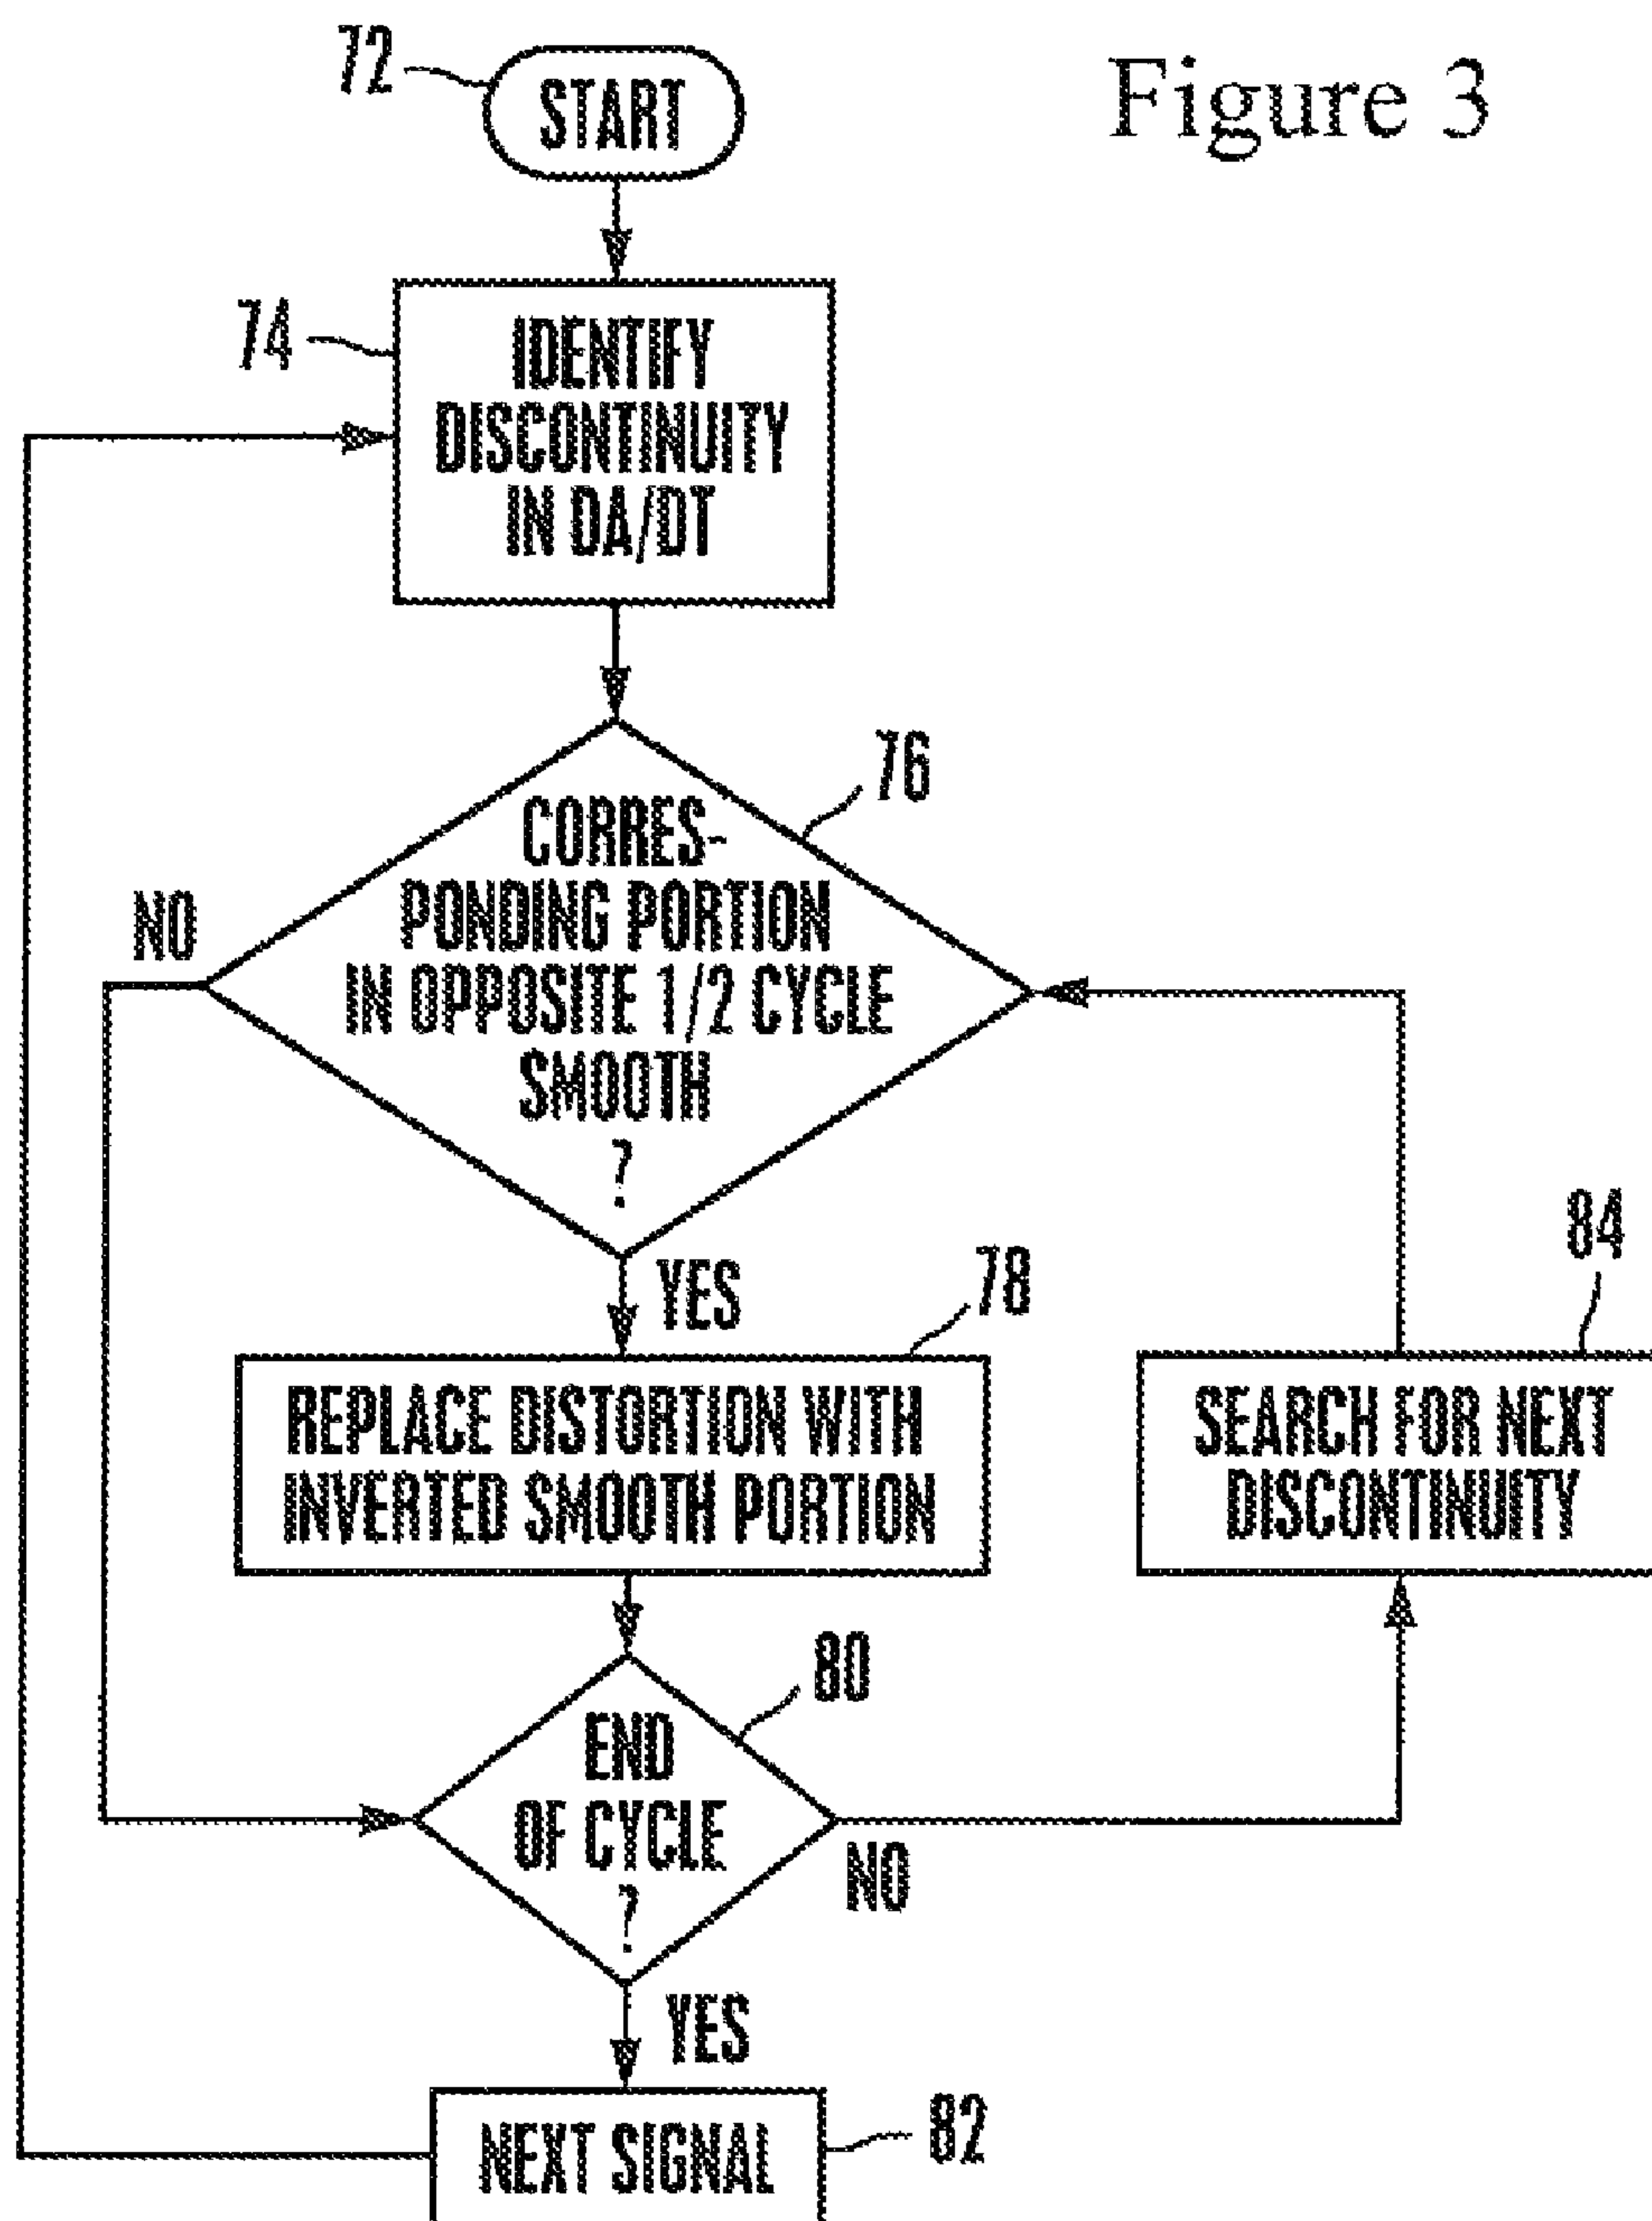 72
START
Figure 3
74
IDENTIFY
DISCONTINUITY
IN DA/DT
76
CORRES-
PONDING PORTION
IN OPPOSITE 1/2 CYCLE
SMOOTH
?
NO
YES
78
REPLACE DISTORTION WITH
INVERTED SMOOTH PORTION
84
SEARCH FOR NEXT
DISCONTINUITY
80
END
OF CYCLE
?
NO
YES
NEXT SIGNAL
82